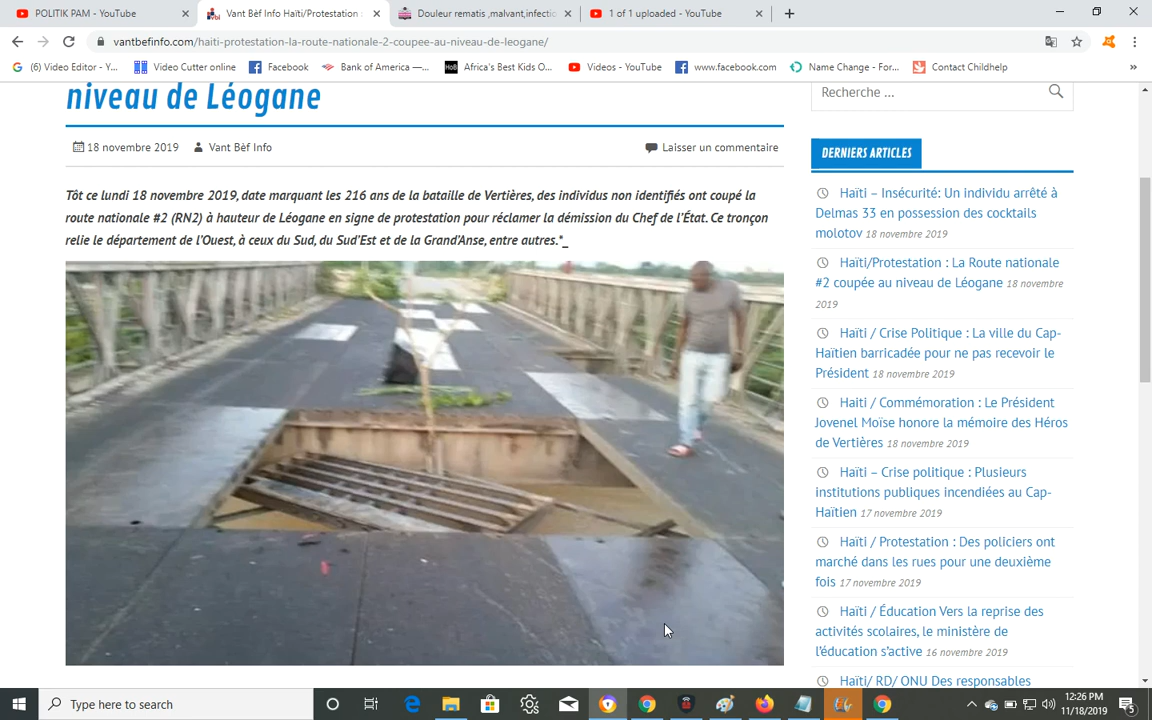 POLITIK PAM - YouTube
Vant Bèf Info Haïti/Protestation
Douleur rematis ,malvant,infectio
1 of 1 uploaded - YouTube
vantbefinfo.com/haiti-protestation-la-route-nationale-2-coupee-au-niveau-de-leogane/
(6) Video Editor - Y...
Video Cutter online
Facebook
Bank of America —...
Africa's Best Kids O...
Videos - YouTube
www.facebook.com
Name Change - For...
Contact Childhelp
»
niveau de Léogane
18 novembre 2019
Vant Bèf Info
Laisser un commentaire
Tôt ce lundi 18 novembre 2019, date marquant les 216 ans de la bataille de Vertières, des individus non identifiés ont coupé la
route nationale #2 (RN2) à hauteur de Léogane en signe de protestation pour réclamer la démission du Chef de l'État. Ce tronçon
relie le département de l'Ouest, à ceux du Sud, du Sud'Est et de la Grand'Anse, entre autres.*_
Recherche ...
DERNIERS ARTICLES
Haïti – Insécurité: Un individu arrêté à
Delmas 33 en possession des cocktails
molotov 18 novembre 2019
Haïti/Protestation : La Route nationale
#2 coupée au niveau de Léogane 18 novembre
2019
Haïti / Crise Politique : La ville du Cap-
Haïtien barricadée pour ne pas recevoir le
Président 18 novembre 2019
Haiti / Commémoration : Le Président
Jovenel Moïse honore la mémoire des Héros
de Vertières 18 novembre 2019
Haïti – Crise politique : Plusieurs
institutions publiques incendiées au Cap-
Haïtien 17 novembre 2019
Haïti / Protestation : Des policiers ont
marché dans les rues pour une deuxième
fois 17 novembre 2019
Haïti / Éducation Vers la reprise des
activités scolaires, le ministère de
l'éducation s'active 16 novembre 2019
Haïti/ RD/ ONU Des responsables
Type here to search
12:26 PM
11/18/2019
5